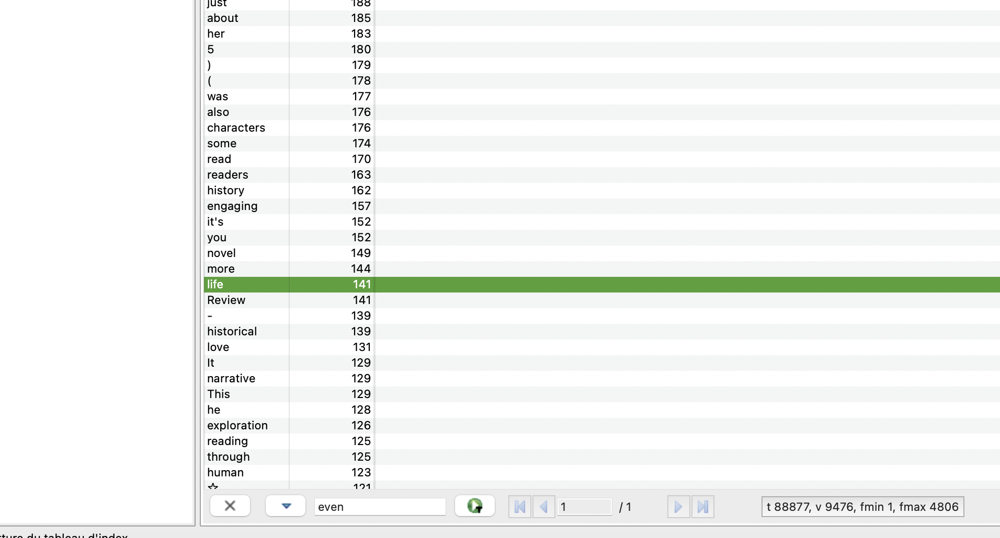 just 188
about 185
her 183
5 180
) 179
( 178
was 177
also 176
characters 176
some 174
read 170
readers 163
history 162
engaging 157
it's 152
you 152
novel 149
more 144
life 141
Review 141
- 139
historical 139
love 131
It 129
narrative 129
This 129
he 128
exploration 126
reading 125
through 125
human 123
☆ 121
even 1 / 1 t 88877, v 9476, fmin 1, fmax 4806
du tableau d'index